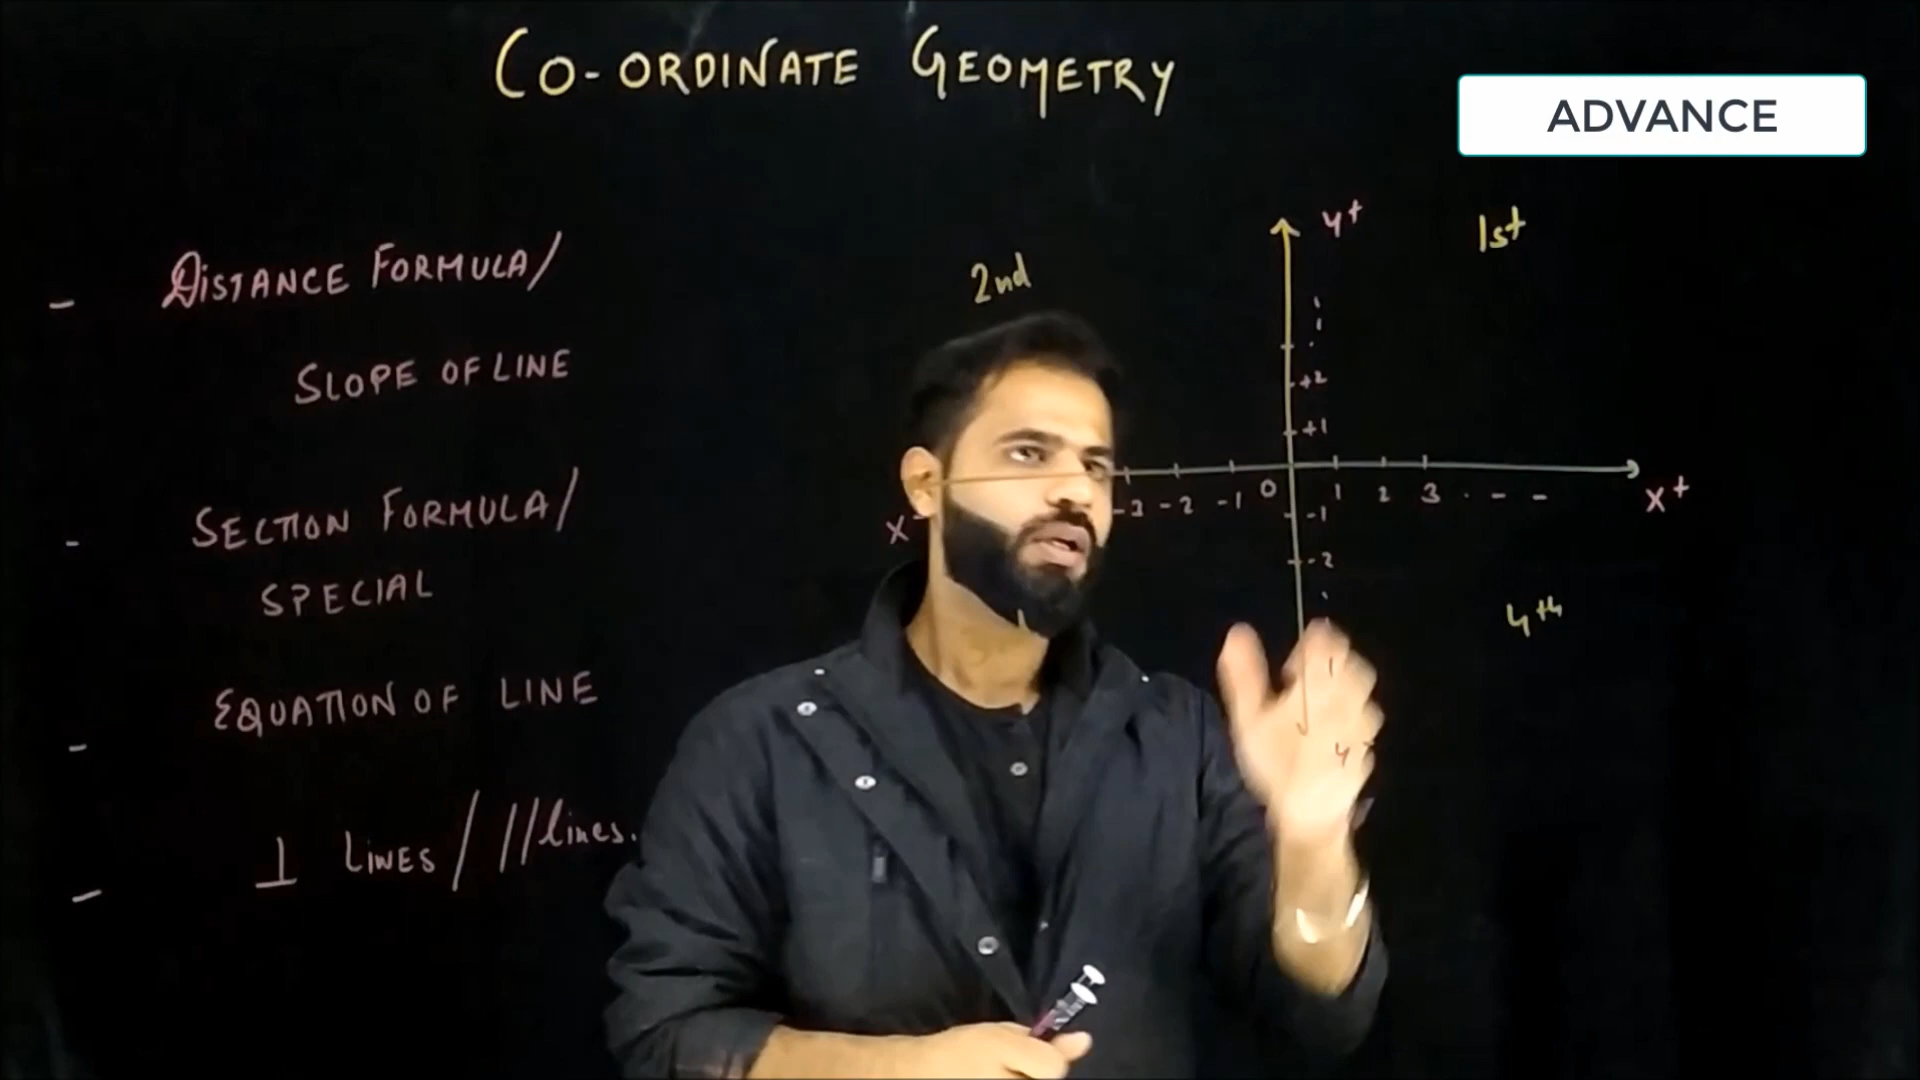 CO-ORDINATE GEOMETRY
ADVANCE
- DISTANCE FORMULA/
SLOPE OF LINE
- SECTION FORMULA/
SPECIAL
- EQUATION OF LINE
- ⊥ LINES / // lines.
y+
1st
2nd
+2
+1
-3 -2 -1 0 1 2 3 . - -
x+
x-
-1
-2
4th
y-